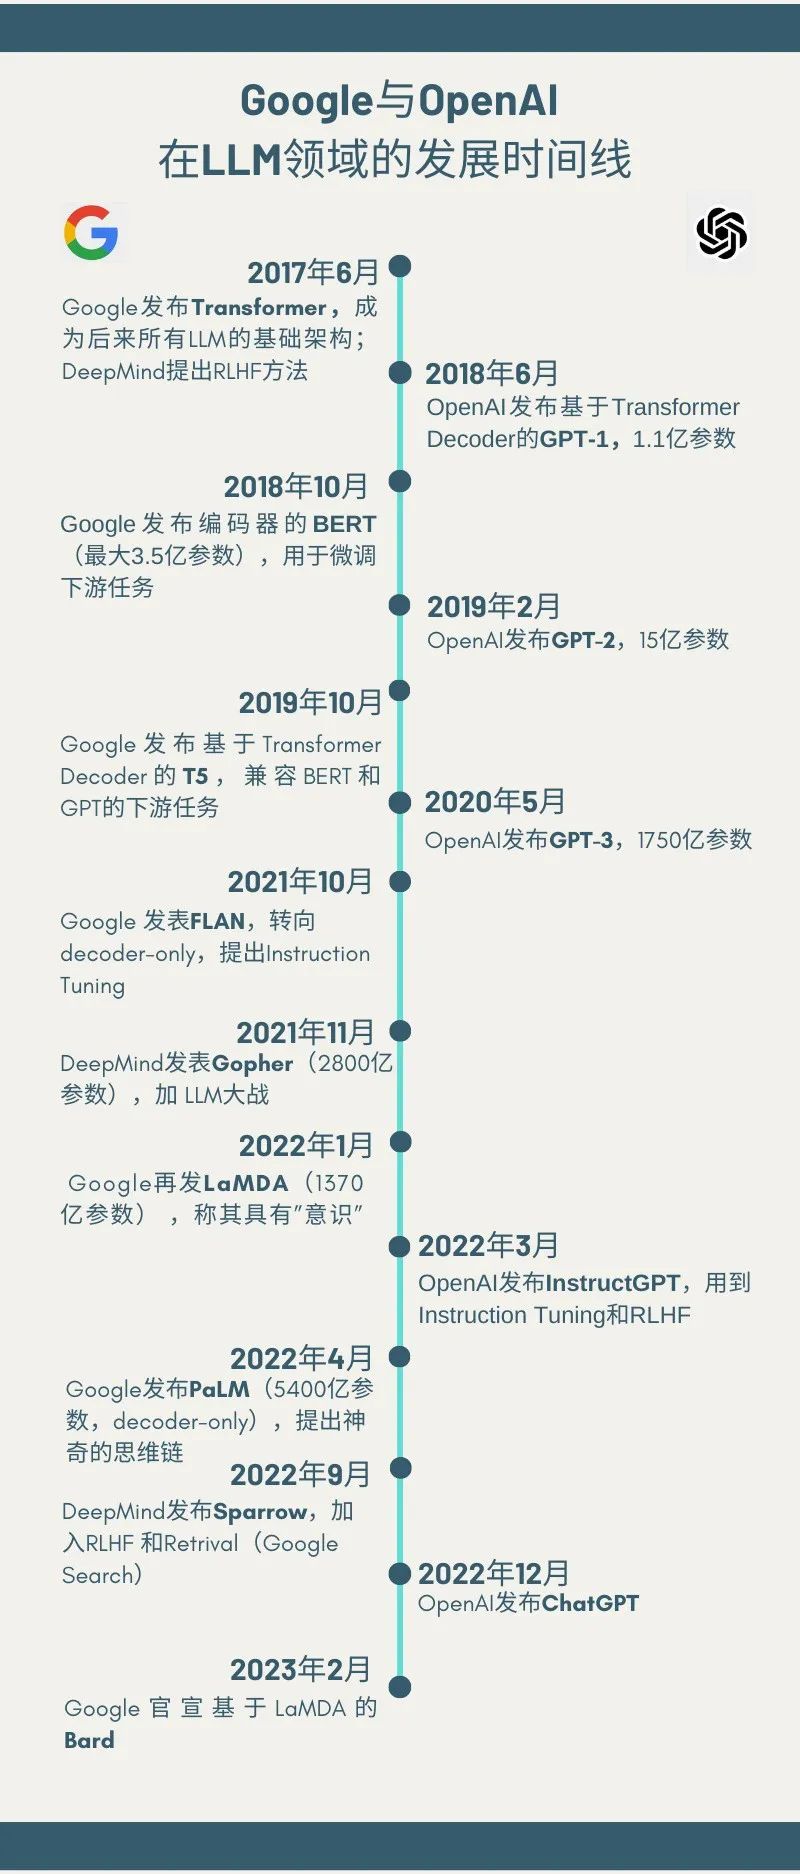 Google与OpenAI
在LLM领域的发展时间线
2017年6月
Google发布Transformer，成
为后来所有LLM的基础架构；
DeepMind提出RLHF方法
2018年6月
OpenAI发布基于Transformer
Decoder的GPT-1，1.1亿参数
2018年10月
Google发布编码器的BERT
（最大3.5亿参数），用于微调
下游任务
2019年2月
OpenAI发布GPT-2，15亿参数
2019年10月
Google发布基于Transformer
Decoder的T5，兼容BERT和
GPT的下游任务
2020年5月
OpenAI发布GPT-3，1750亿参数
2021年10月
Google 发表FLAN，转向
decoder-only，提出Instruction
Tuning
2021年11月
DeepMind发表Gopher（2800亿
参数），加 LLM大战
2022年1月
Google再发LaMDA（1370
亿参数），称其具有"意识"
2022年3月
OpenAI发布InstructGPT，用到
Instruction Tuning和RLHF
2022年4月
Google发布PaLM（5400亿参
数，decoder-only），提出神
奇的思维链
2022年9月
DeepMind发布Sparrow，加
入RLHF 和Retrival（Google
Search）
2022年12月
OpenAI发布ChatGPT
2023年2月
Google官宣基于LaMDA的
Bard